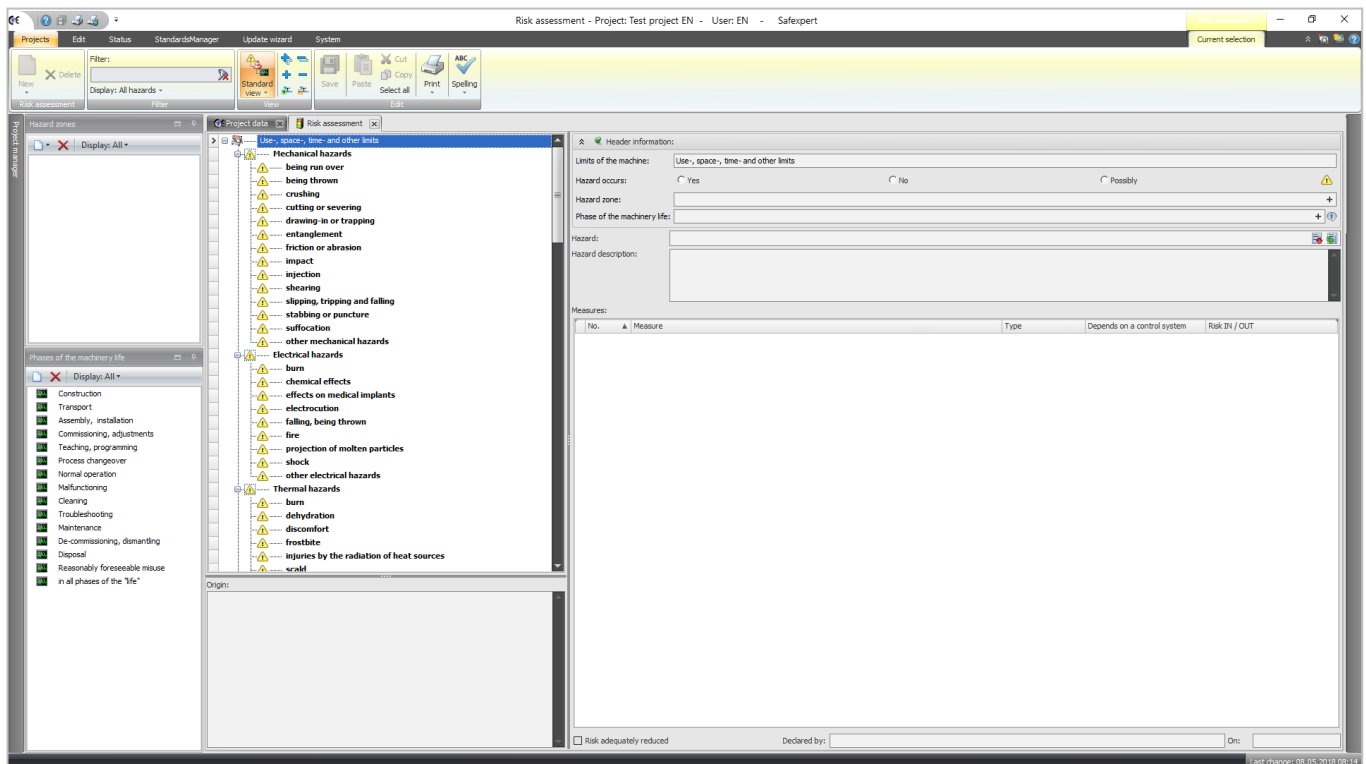 Risk assessment - Project: Test project EN - User: EN - Safexpert
Projects Edit Status StandardsManager Update wizard System Current selection
New
Delete
Risk assessment
Filter:
Display: All hazards
Filter
Standard view
View
Save Paste Cut
Copy
Select all
Edit
Print
ABC
Spelling
Project manager
Hazard zones
Display: All
Phases of the machinery life
Display: All
Construction
Transport
Assembly, installation
Commissioning, adjustments
Teaching, programming
Process changeover
Normal operation
Malfunctioning
Cleaning
Troubleshooting
Maintenance
De-commissioning, dismantling
Disposal
Reasonably foreseeable misuse
in all phases of the "life"
Project data Risk assessment
Use-, space-, time- and other limits
Mechanical hazards
being run over
being thrown
crushing
cutting or severing
drawing-in or trapping
entanglement
friction or abrasion
impact
injection
shearing
slipping, tripping and falling
stabbing or puncture
suffocation
other mechanical hazards
Electrical hazards
burn
chemical effects
effects on medical implants
electrocution
falling, being thrown
fire
projection of molten particles
shock
other electrical hazards
Thermal hazards
burn
dehydration
discomfort
frostbite
injuries by the radiation of heat sources
scald
Origin:
Header information:
Limits of the machine: Use-, space-, time- and other limits
Hazard occurs: Yes No Possibly
Hazard zone:
Phase of the machinery life:
Hazard:
Hazard description:
Measures:
No. Measure Type Depends on a control system Risk IN / OUT
Risk adequately reduced Declared by: On:
Last change: 08.05.2018 08:14